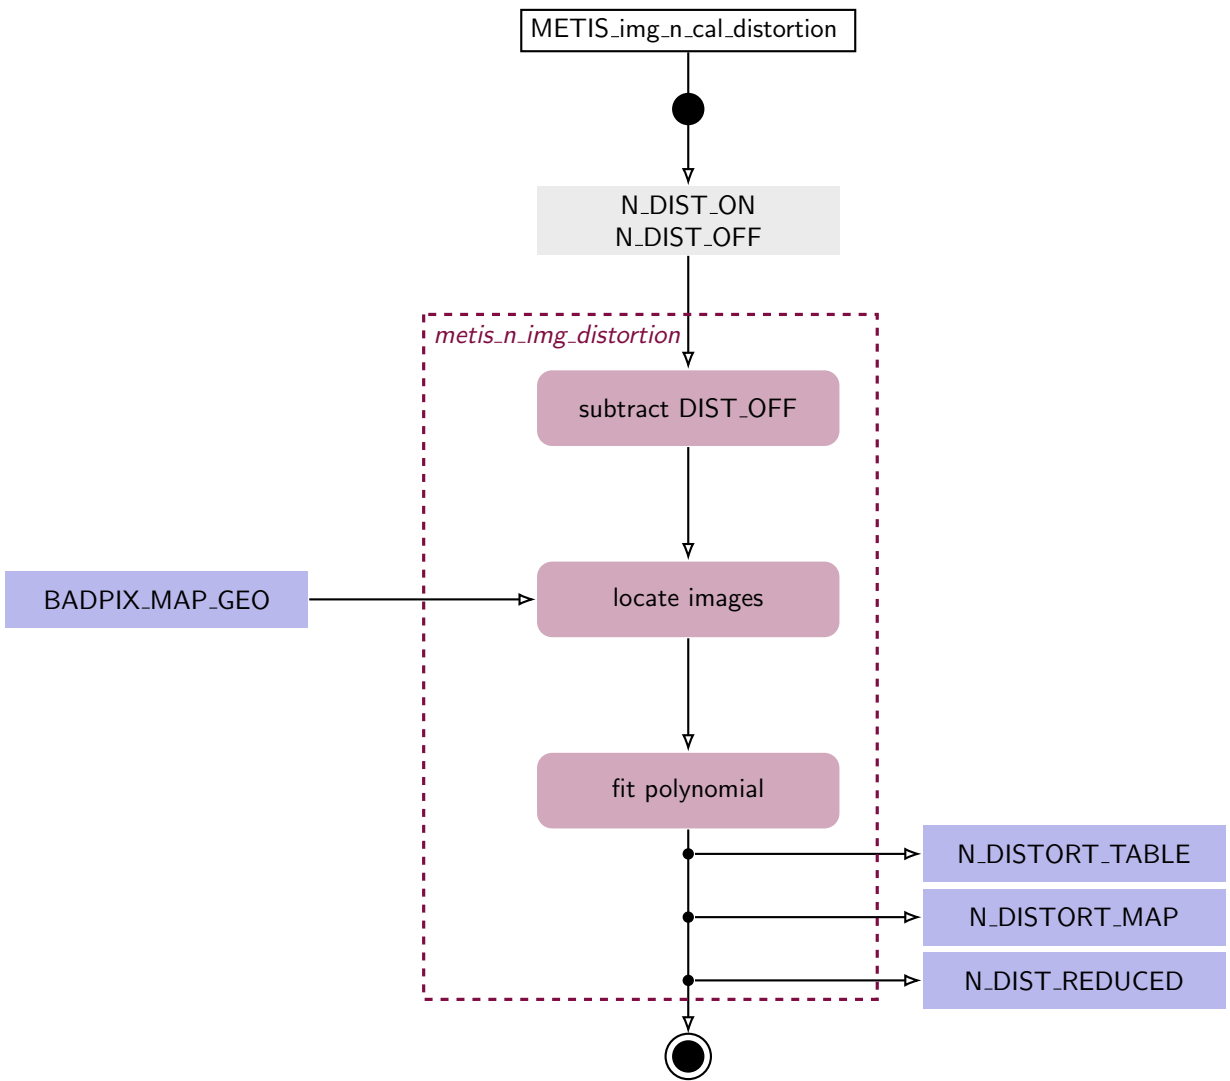 METIS_img_n_cal_distortion
N_DIST_ON
N_DIST_OFF
metis_n_img_distortion
subtract DIST_OFF
BADPIX_MAP_GEO
locate images
fit polynomial
N_DISTORT_TABLE
N_DISTORT_MAP
N_DIST_REDUCED